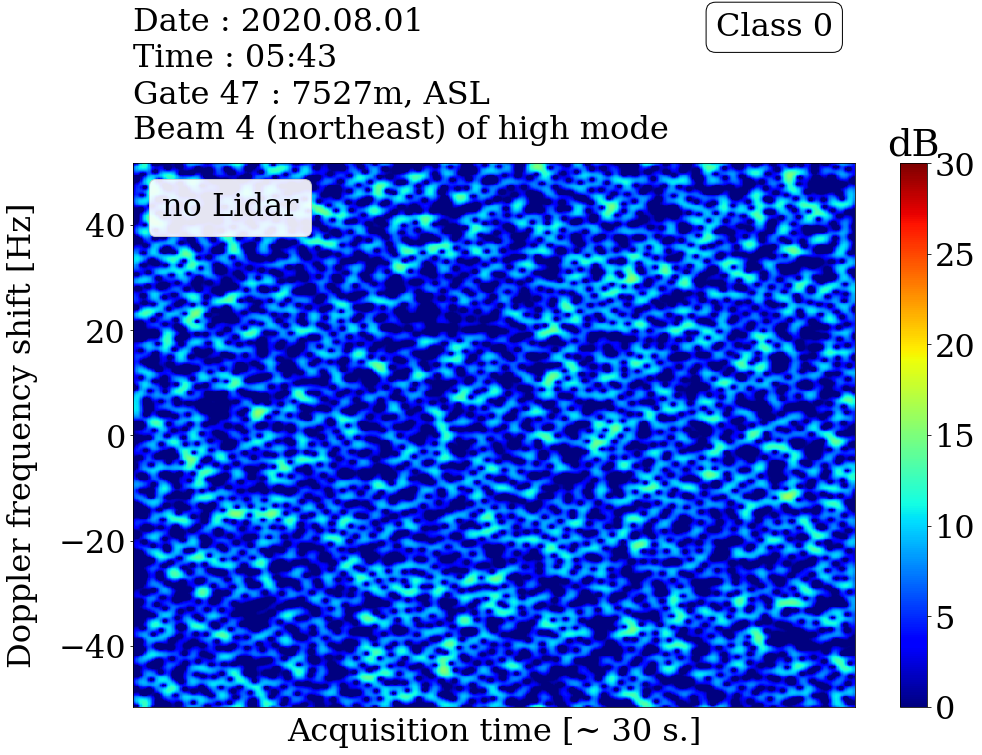 Date : 2020.08.01
Time : 05:43
Gate 47 : 7527m, ASL
Beam 4 (northeast) of high mode
Class 0
dB
no Lidar
Doppler frequency shift [Hz]
40
20
0
−20
−40
30
25
20
15
10
5
0
Acquisition time [~ 30 s.]